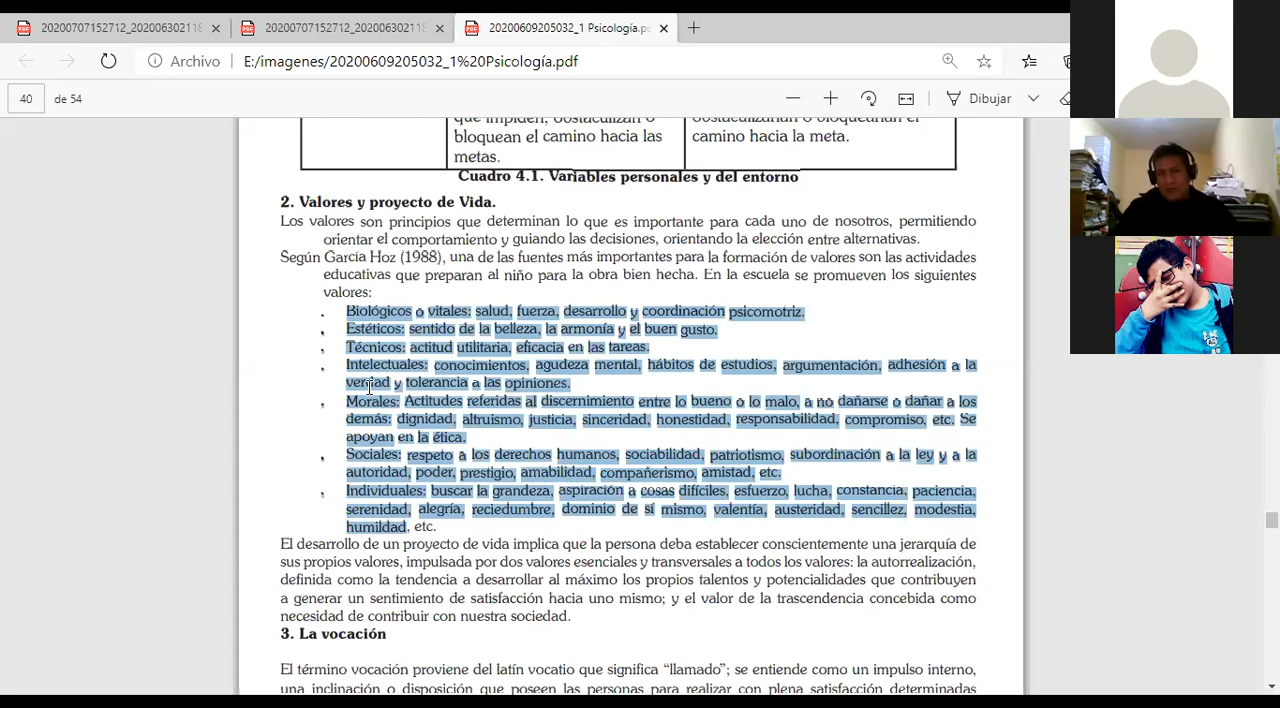 20200707152712_20200630211
20200707152712_20200630211
20200609205032_1 Psicología.p
Archivo
E:/imagenes/20200609205032_1%20Psicología.pdf
40
de 54
Dibujar
que impiden, obstaculizan o
bloquean el camino hacia las
metas.
obstaculizarían o bloquearían el
camino hacia la meta.
Cuadro 4.1. Variables personales y del entorno
2. Valores y proyecto de Vida.
Los valores son principios que determinan lo que es importante para cada uno de nosotros, permitiendo
orientar el comportamiento y guiando las decisiones, orientando la elección entre alternativas.
Según García Hoz (1988), una de las fuentes más importantes para la formación de valores son las actividades
educativas que preparan al niño para la obra bien hecha. En la escuela se promueven los siguientes
valores:
Biológicos o vitales: salud, fuerza, desarrollo y coordinación psicomotriz.
Estéticos: sentido de la belleza, la armonía y el buen gusto.
Técnicos: actitud utilitaria, eficacia en las tareas.
Intelectuales: conocimientos, agudeza mental, hábitos de estudios, argumentación, adhesión a la
verdad y tolerancia a las opiniones.
Morales: Actitudes referidas al discernimiento entre lo bueno o lo malo, a no dañarse o dañar a los
demás: dignidad, altruismo, justicia, sinceridad, honestidad, responsabilidad, compromiso, etc. Se
apoyan en la ética.
Sociales: respeto a los derechos humanos, sociabilidad, patriotismo, subordinación a la ley y a la
autoridad, poder, prestigio, amabilidad, compañerismo, amistad, etc.
Individuales: buscar la grandeza, aspiración a cosas difíciles, esfuerzo, lucha, constancia, paciencia,
serenidad, alegría, reciedumbre, dominio de sí mismo, valentía, austeridad, sencillez, modestia,
humildad, etc.
El desarrollo de un proyecto de vida implica que la persona deba establecer conscientemente una jerarquía de
sus propios valores, impulsada por dos valores esenciales y transversales a todos los valores: la autorrealización,
definida como la tendencia a desarrollar al máximo los propios talentos y potencialidades que contribuyen
a generar un sentimiento de satisfacción hacia uno mismo; y el valor de la trascendencia concebida como
necesidad de contribuir con nuestra sociedad.
3. La vocación
El término vocación proviene del latín vocatio que significa “llamado”; se entiende como un impulso interno,
una inclinación o disposición que poseen las personas para realizar con plena satisfacción determinadas